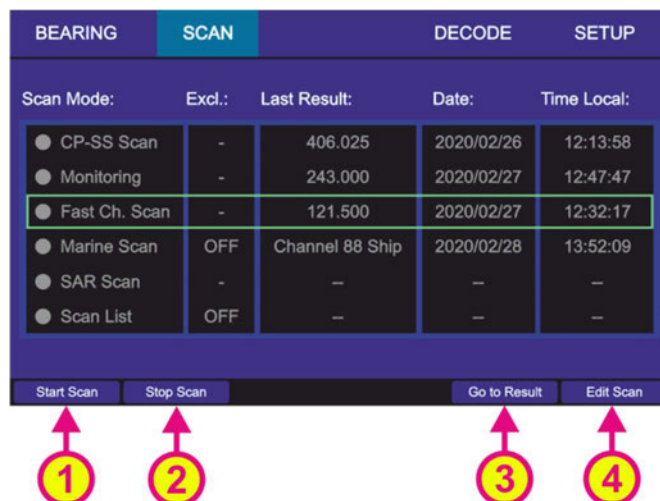 BEARING SCAN DECODE SETUP
Scan Mode: Excl.: Last Result: Date: Time Local:
CP-SS Scan - 406.025 2020/02/26 12:13:58
Monitoring - 243.000 2020/02/27 12:47:47
Fast Ch. Scan - 121.500 2020/02/27 12:32:17
Marine Scan OFF Channel 88 Ship 2020/02/28 13:52:09
SAR Scan - -- -- --
Scan List OFF -- -- --
Start Scan Stop Scan Go to Result Edit Scan
1 2 3 4